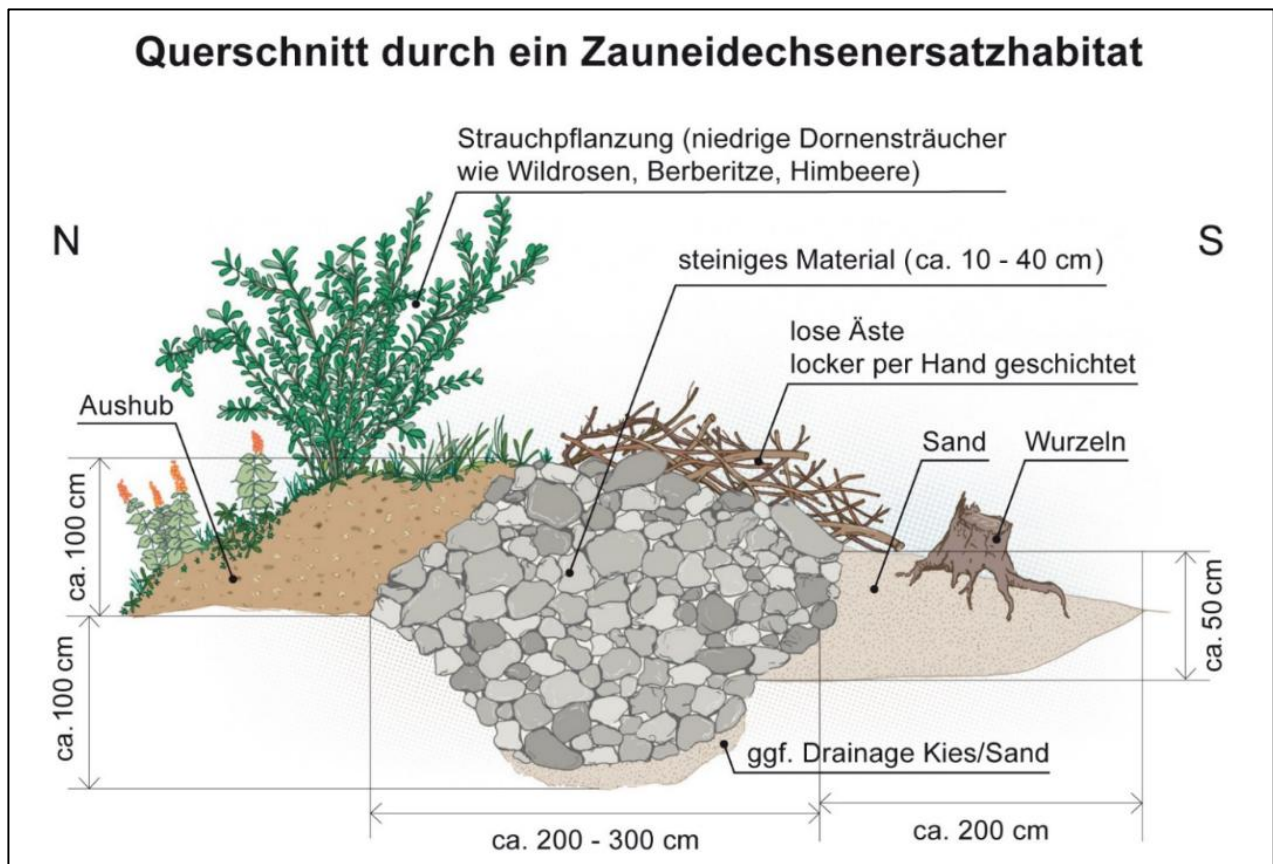 Querschnitt durch ein Zauneidechsenersatzhabitat
Strauchpflanzung (niedrige Dornensträucher
wie Wildrosen, Berberitze, Himbeere)
N
S
steiniges Material (ca. 10 - 40 cm)
lose Äste
locker per Hand geschichtet
Aushub
Sand
Wurzeln
ca. 100 cm
ca. 50 cm
ca. 100 cm
ggf. Drainage Kies/Sand
ca. 200 - 300 cm
ca. 200 cm